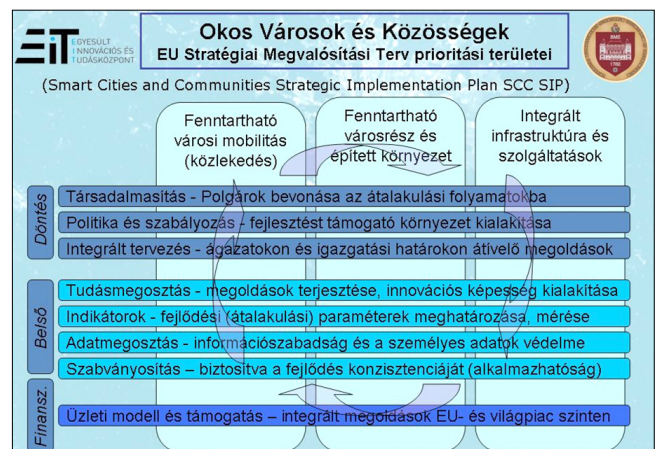 EIT
EGYESÜLT
INNOVÁCIÓS ÉS
TUDÁSKÖZPONT
Okos Városok és Közösségek
EU Stratégiai Megvalósítási Terv prioritási területei
BME
1782
(Smart Cities and Communities Strategic Implementation Plan SCC SIP)
Fenntartható
városi mobilitás
(közlekedés)
Fenntartható
városrész és
épített környezet
Integrált
infrastruktúra és
szolgáltatások
Döntés
Társadalmasítás - Polgárok bevonása az átalakulási folyamatokba
Politika és szabályozás - fejlesztést támogató környezet kialakítása
Integrált tervezés - ágazatokon és igazgatási határokon átívelő megoldások
Belső
Tudásmegosztás - megoldások terjesztése, innovációs képesség kialakítása
Indikátorok - fejlődési (átalakulási) paraméterek meghatározása, mérése
Adatmegosztás - információszabadság és a személyes adatok védelme
Szabványosítás – biztosítva a fejlődés konzisztenciáját (alkalmazhatóság)
Finansz.
Üzleti modell és támogatás – integrált megoldások EU- és világpiac szinten